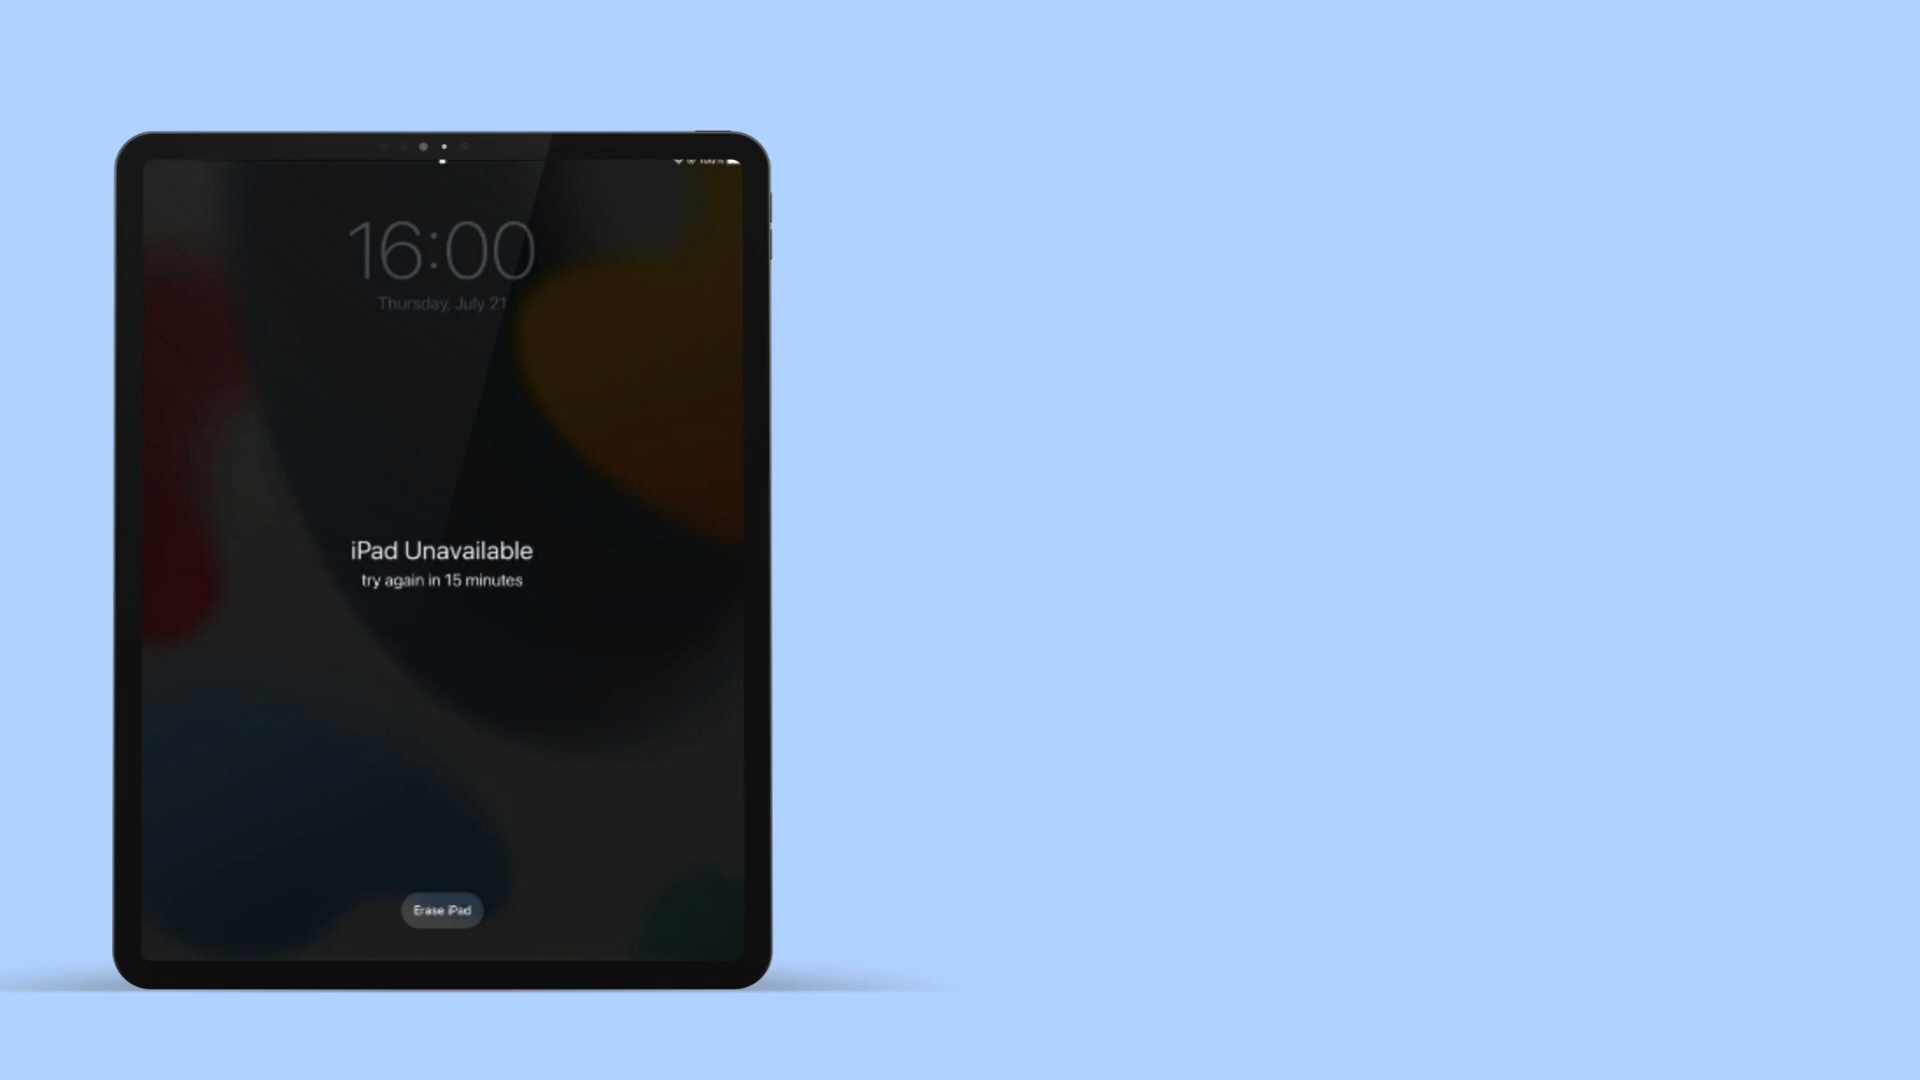 16:00
Thursday, July 21
iPad Unavailable
try again in 15 minutes
Erase iPad